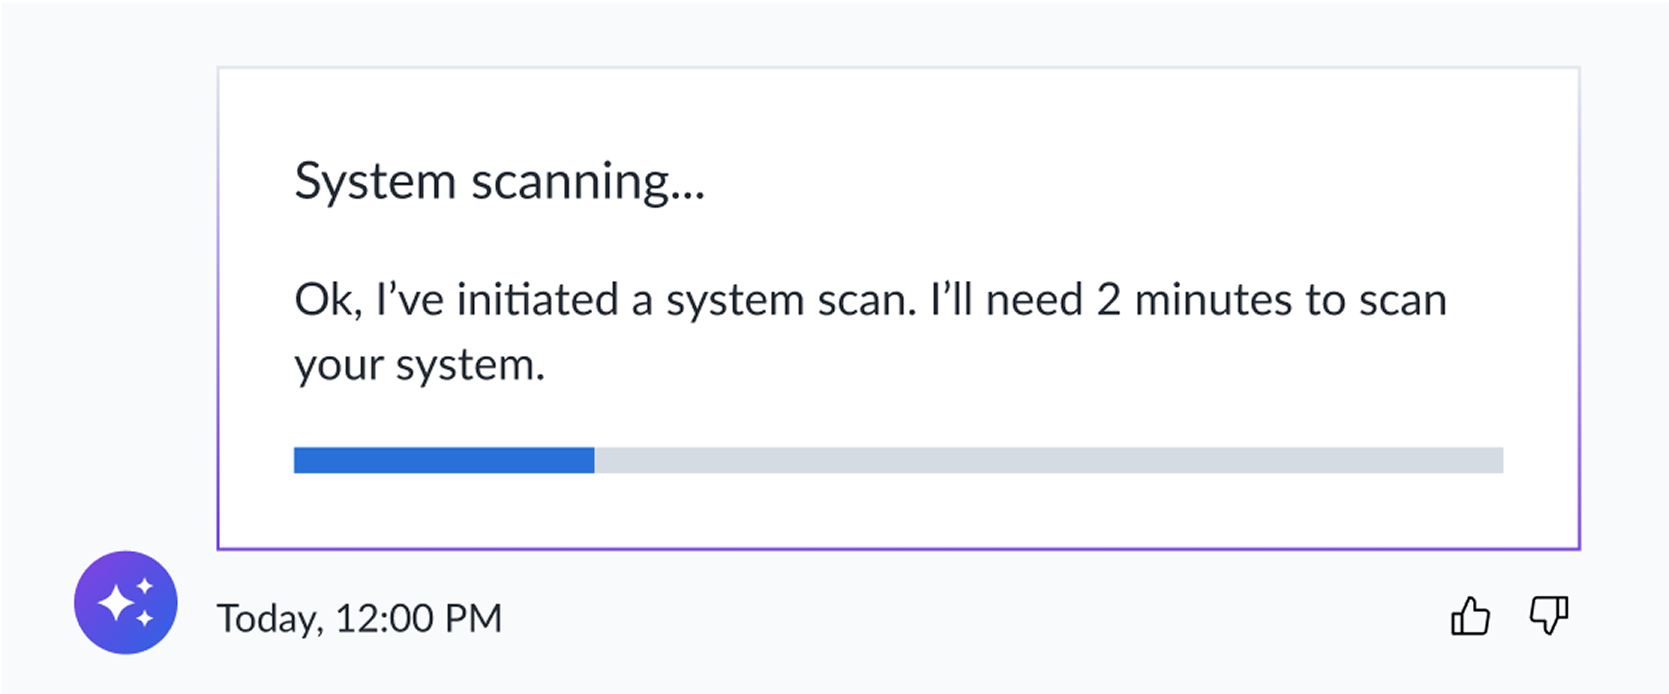 System scanning...
Ok, I’ve initiated a system scan. I’ll need 2 minutes to scan
your system.
Today, 12:00 PM